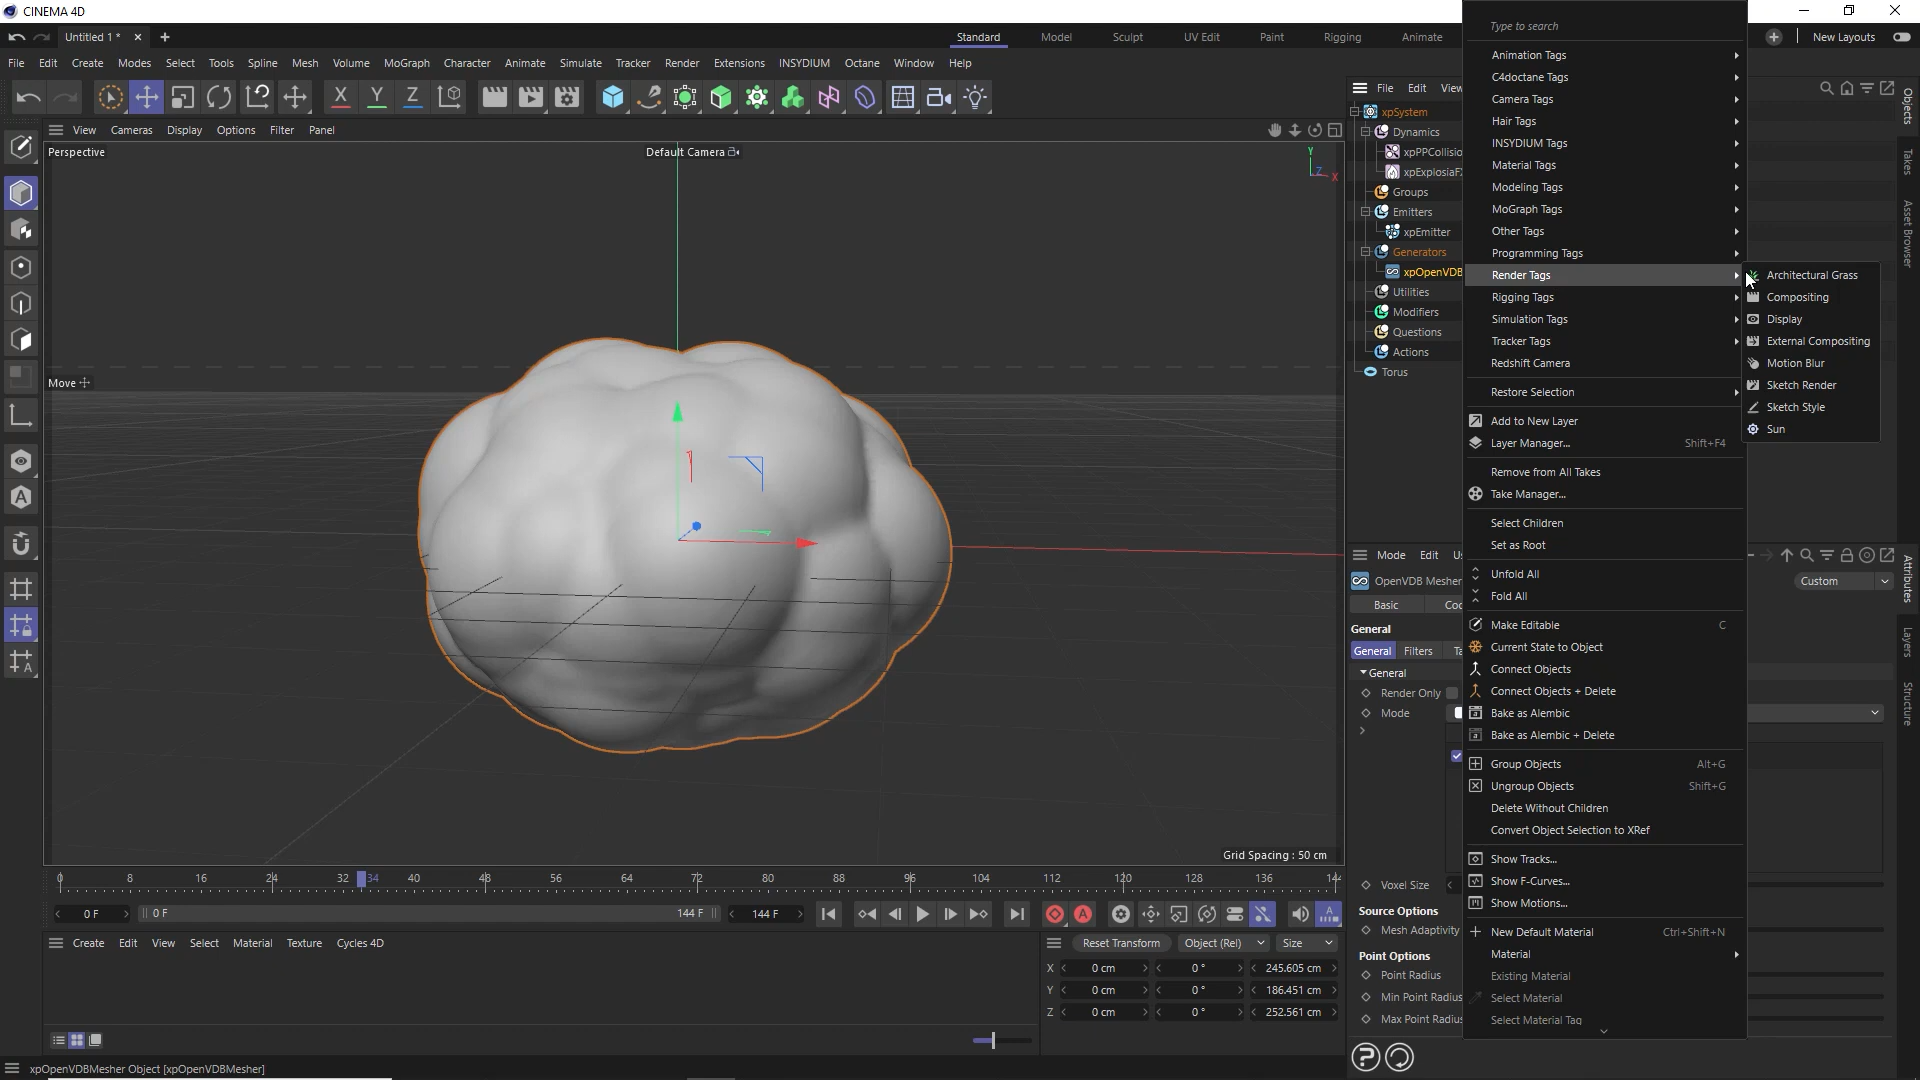 CINEMA 4D
Untitled 1 *
Standard
Model
Sculpt
UV Edit
Paint
Rigging
Animate
New Layouts
File
Edit
Create
Modes
Select
Tools
Spline
Mesh
Volume
MoGraph
Character
Animate
Simulate
Tracker
Render
Extensions
INSYDIUM
Octane
Window
Help
X
Y
Z
View
Cameras
Display
Options
Filter
Panel
Perspective
Default Camera
Y
Z
X
Move
Grid Spacing : 50 cm
File
Edit
View
xpSystem
Dynamics
xpPPCollisio
xpExplosiaF
Groups
Emitters
xpEmitter
Generators
xpOpenVDB
Utilities
Modifiers
Questions
Actions
Torus
Type to search
Animation Tags
C4doctane Tags
Camera Tags
Hair Tags
INSYDIUM Tags
Material Tags
Modeling Tags
MoGraph Tags
Other Tags
Programming Tags
Render Tags
Rigging Tags
Simulation Tags
Tracker Tags
Redshift Camera
Restore Selection
Add to New Layer
Layer Manager... Shift+F4
Remove from All Takes
Take Manager...
Select Children
Set as Root
Unfold All
Fold All
Make Editable C
Current State to Object
Connect Objects
Connect Objects + Delete
Bake as Alembic
Bake as Alembic + Delete
Group Objects Alt+G
Ungroup Objects Shift+G
Delete Without Children
Convert Object Selection to XRef
Show Tracks...
Show F-Curves...
Show Motions...
New Default Material Ctrl+Shift+N
Material
Existing Material
Select Material
Select Material Tag
Architectural Grass
Compositing
Display
External Compositing
Motion Blur
Sketch Render
Sketch Style
Sun
Objects
Takes
Asset Browser
Attributes
Layers
Structure
Mode
Edit
Us
OpenVDB Mesher
Custom
Basic
Coo
General
General
Filters
Ta
General
Render Only
Mode
Voxel Size
Source Options
Mesh Adaptivity
Point Options
Point Radius
Min Point Radius
Max Point Radius
0 8 16 24 32 34 40 48 56 64 72 80 88 96 104 112 120 128 136 144
0 F
0 F
144 F
144 F
Create
Edit
View
Select
Material
Texture
Cycles 4D
Reset Transform
Object (Rel)
Size
X 0 cm 0 ° 245.605 cm
Y 0 cm 0 ° 186.451 cm
Z 0 cm 0 ° 252.561 cm
xpOpenVDBMesher Object [xpOpenVDBMesher]